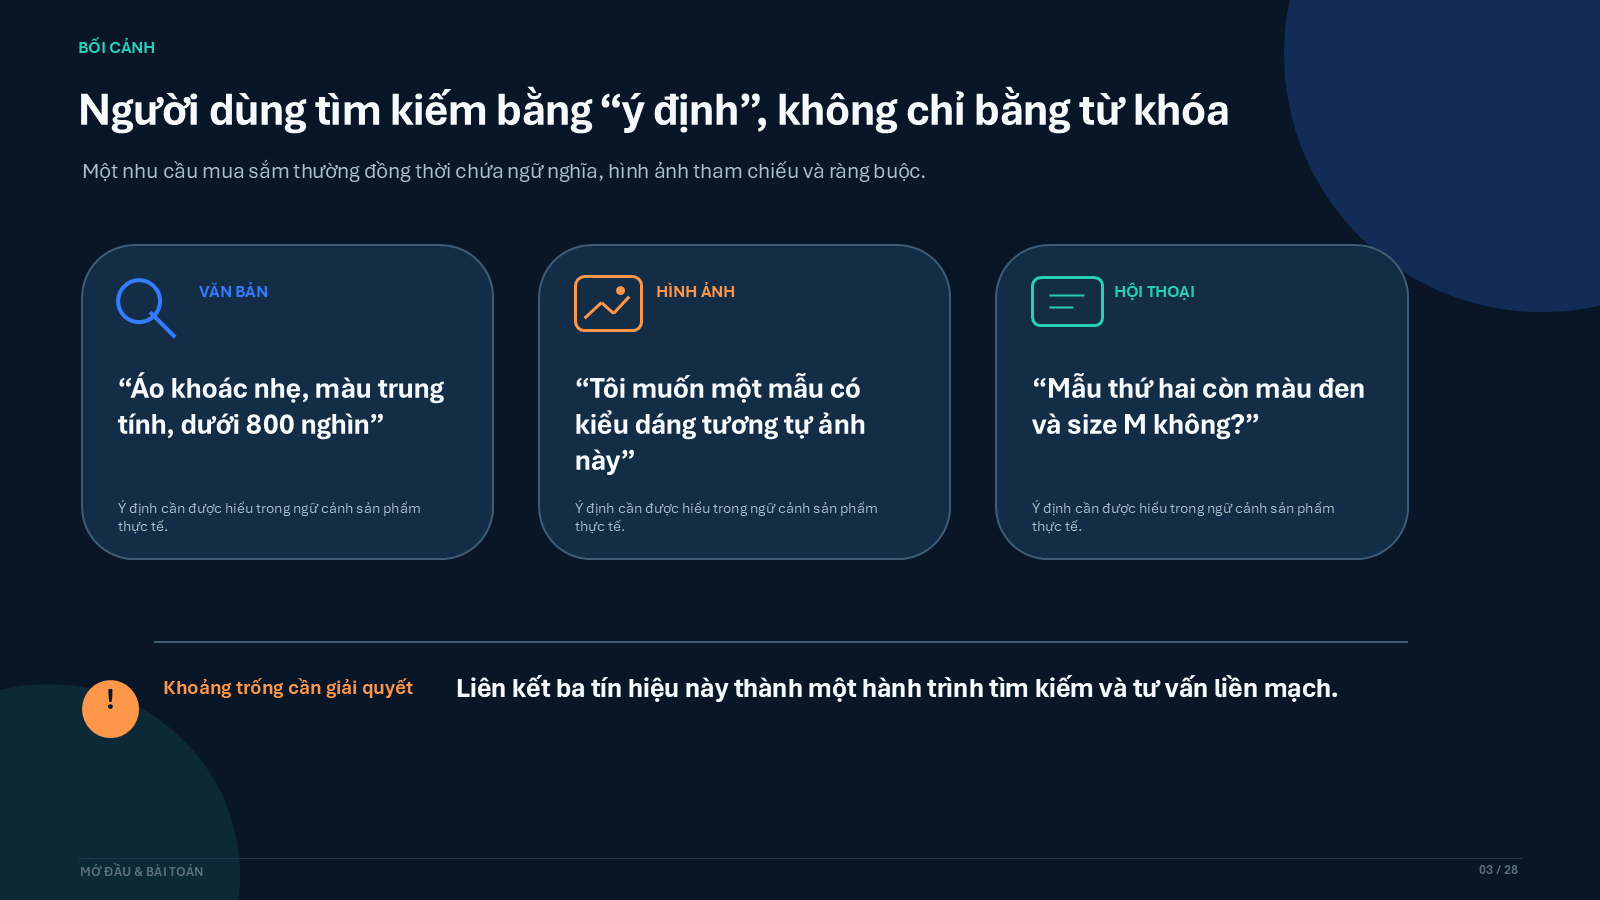 BỐI CẢNH
Người dùng tìm kiếm bằng “ý định”, không chỉ bằng từ khóa
Một nhu cầu mua sắm thường đồng thời chứa ngữ nghĩa, hình ảnh tham chiếu và ràng buộc.
VĂN BẢN
“Áo khoác nhẹ, màu trung
tính, dưới 800 nghìn”
Ý định cần được hiểu trong ngữ cảnh sản phẩm
thực tế.
HÌNH ẢNH
“Tôi muốn một mẫu có
kiểu dáng tương tự ảnh
này”
Ý định cần được hiểu trong ngữ cảnh sản phẩm
thực tế.
HỘI THOẠI
“Mẫu thứ hai còn màu đen
và size M không?”
Ý định cần được hiểu trong ngữ cảnh sản phẩm
thực tế.
!
Khoảng trống cần giải quyết
Liên kết ba tín hiệu này thành một hành trình tìm kiếm và tư vấn liền mạch.
MỞ ĐẦU & BÀI TOÁN
03 / 28